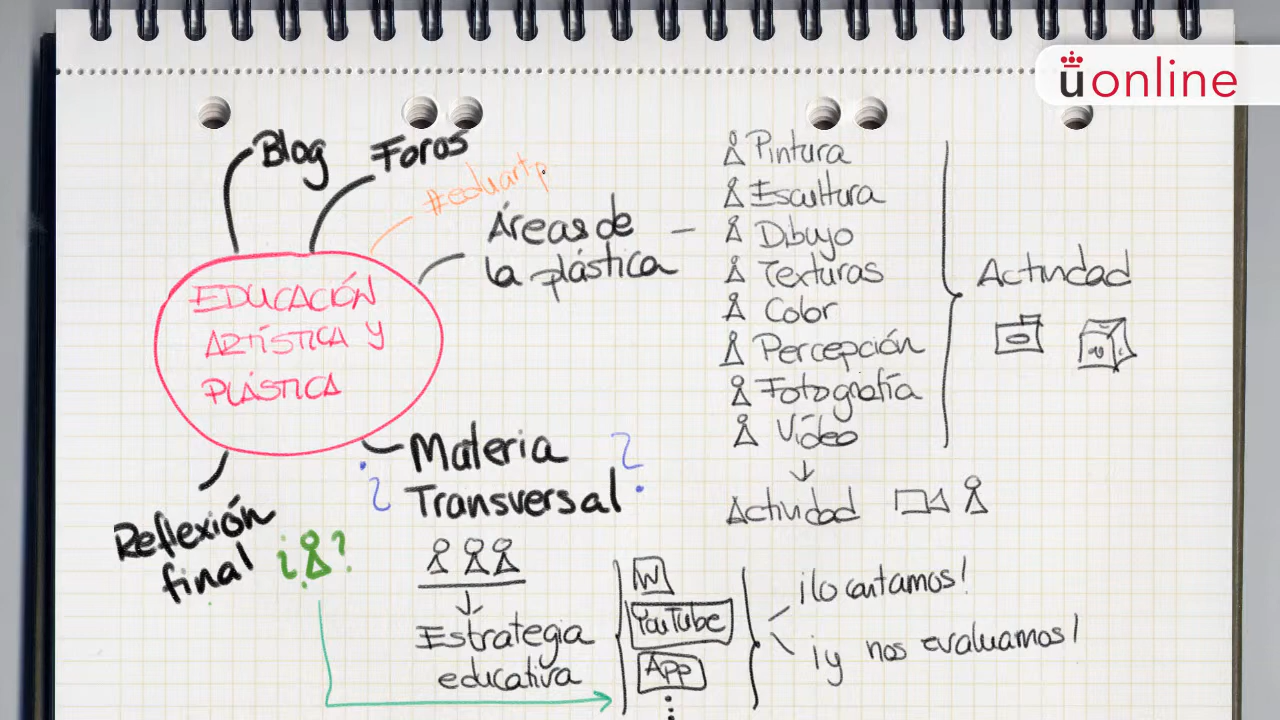 uonline
Blog
Foros
#eduartp
Áreas de
la plástica
Pintura
Escultura
Dibujo
Texturas
Color
Percepción
Fotografía
Vídeo
Actividad
Actividad
EDUCACIÓN
ARTÍSTICA Y
PLÁSTICA
¿Materia
Transversal?
Reflexión
final
¿ ?
Estrategia
educativa
W
YouTube
App
¡lo contamos!
¡y nos evaluamos!